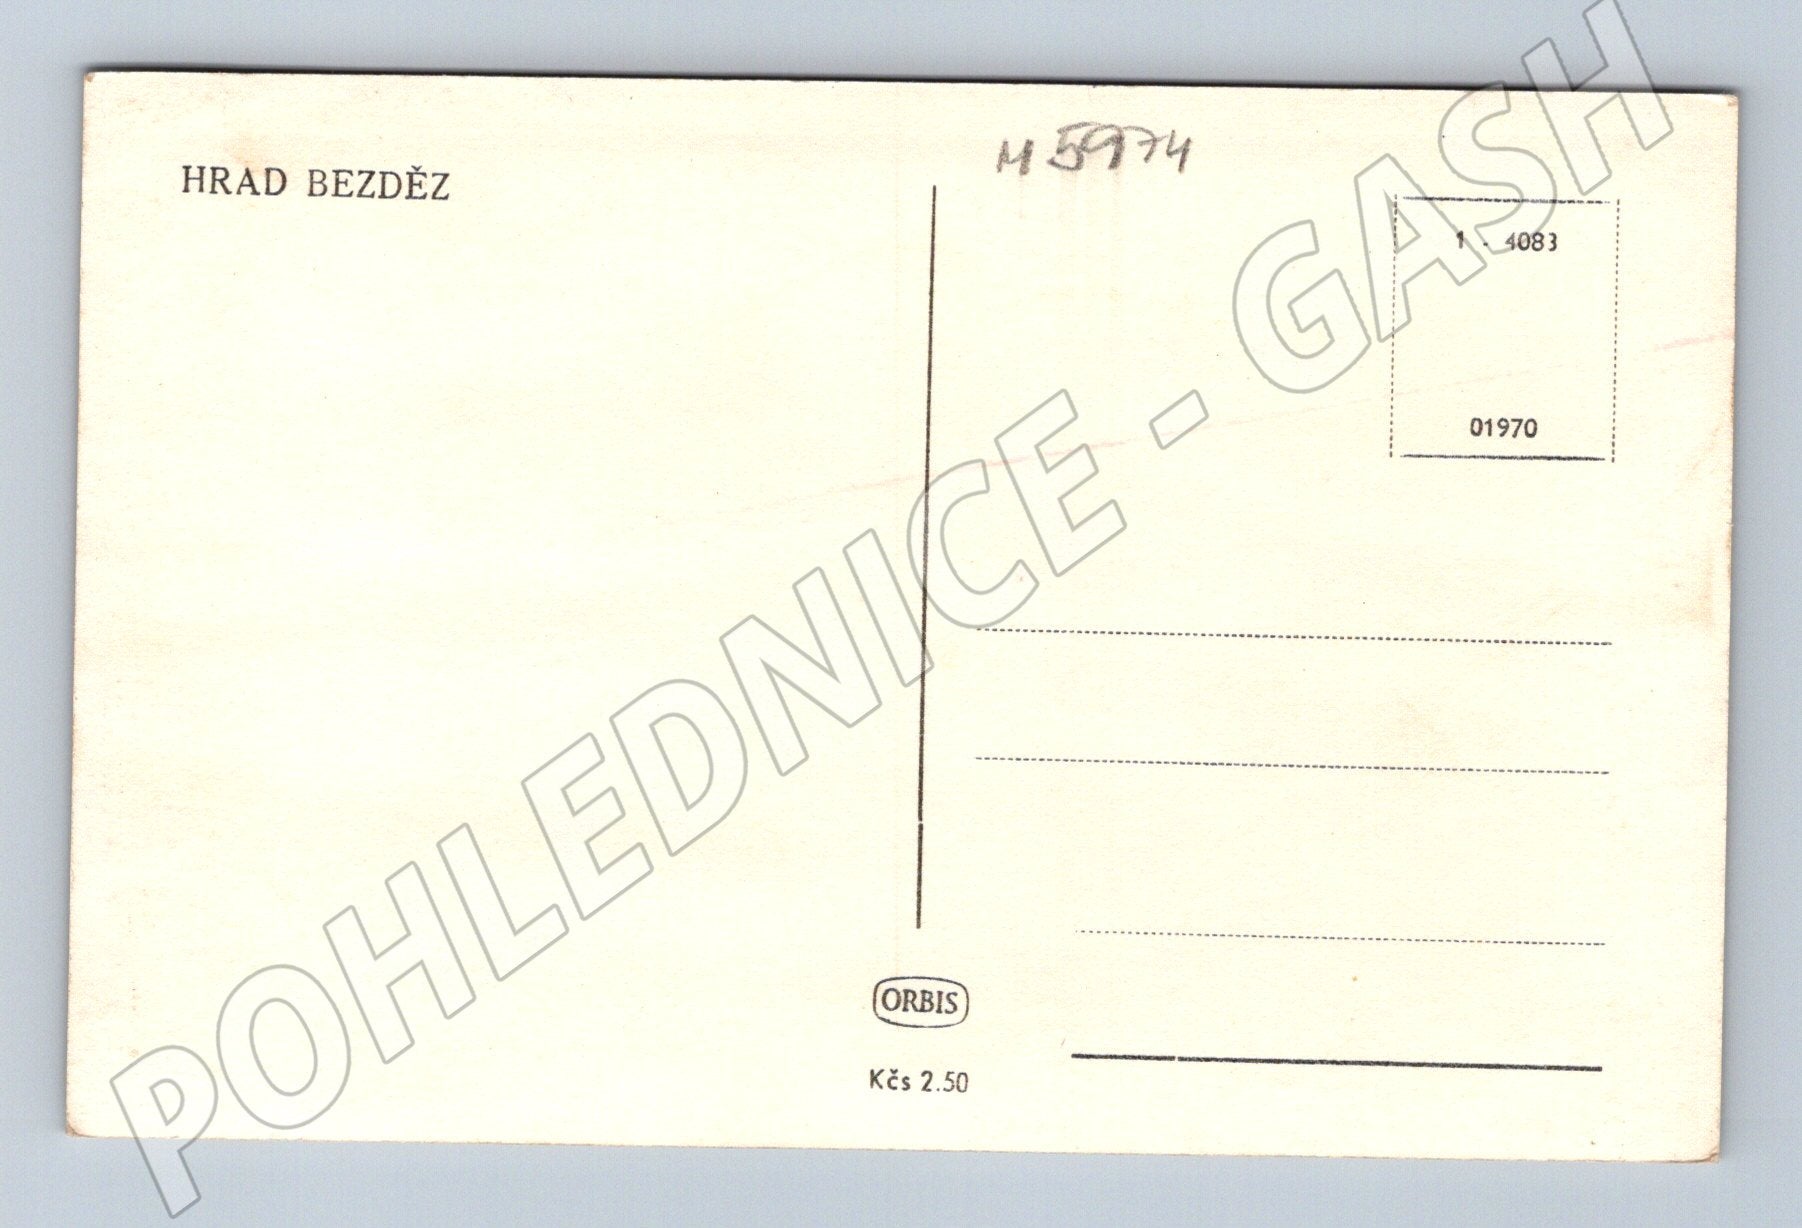 HRAD BEZDĚZ
M 5974
1 - 4083
01970
ORBIS
Kčs 2.50
POHLEDNICE - GASH